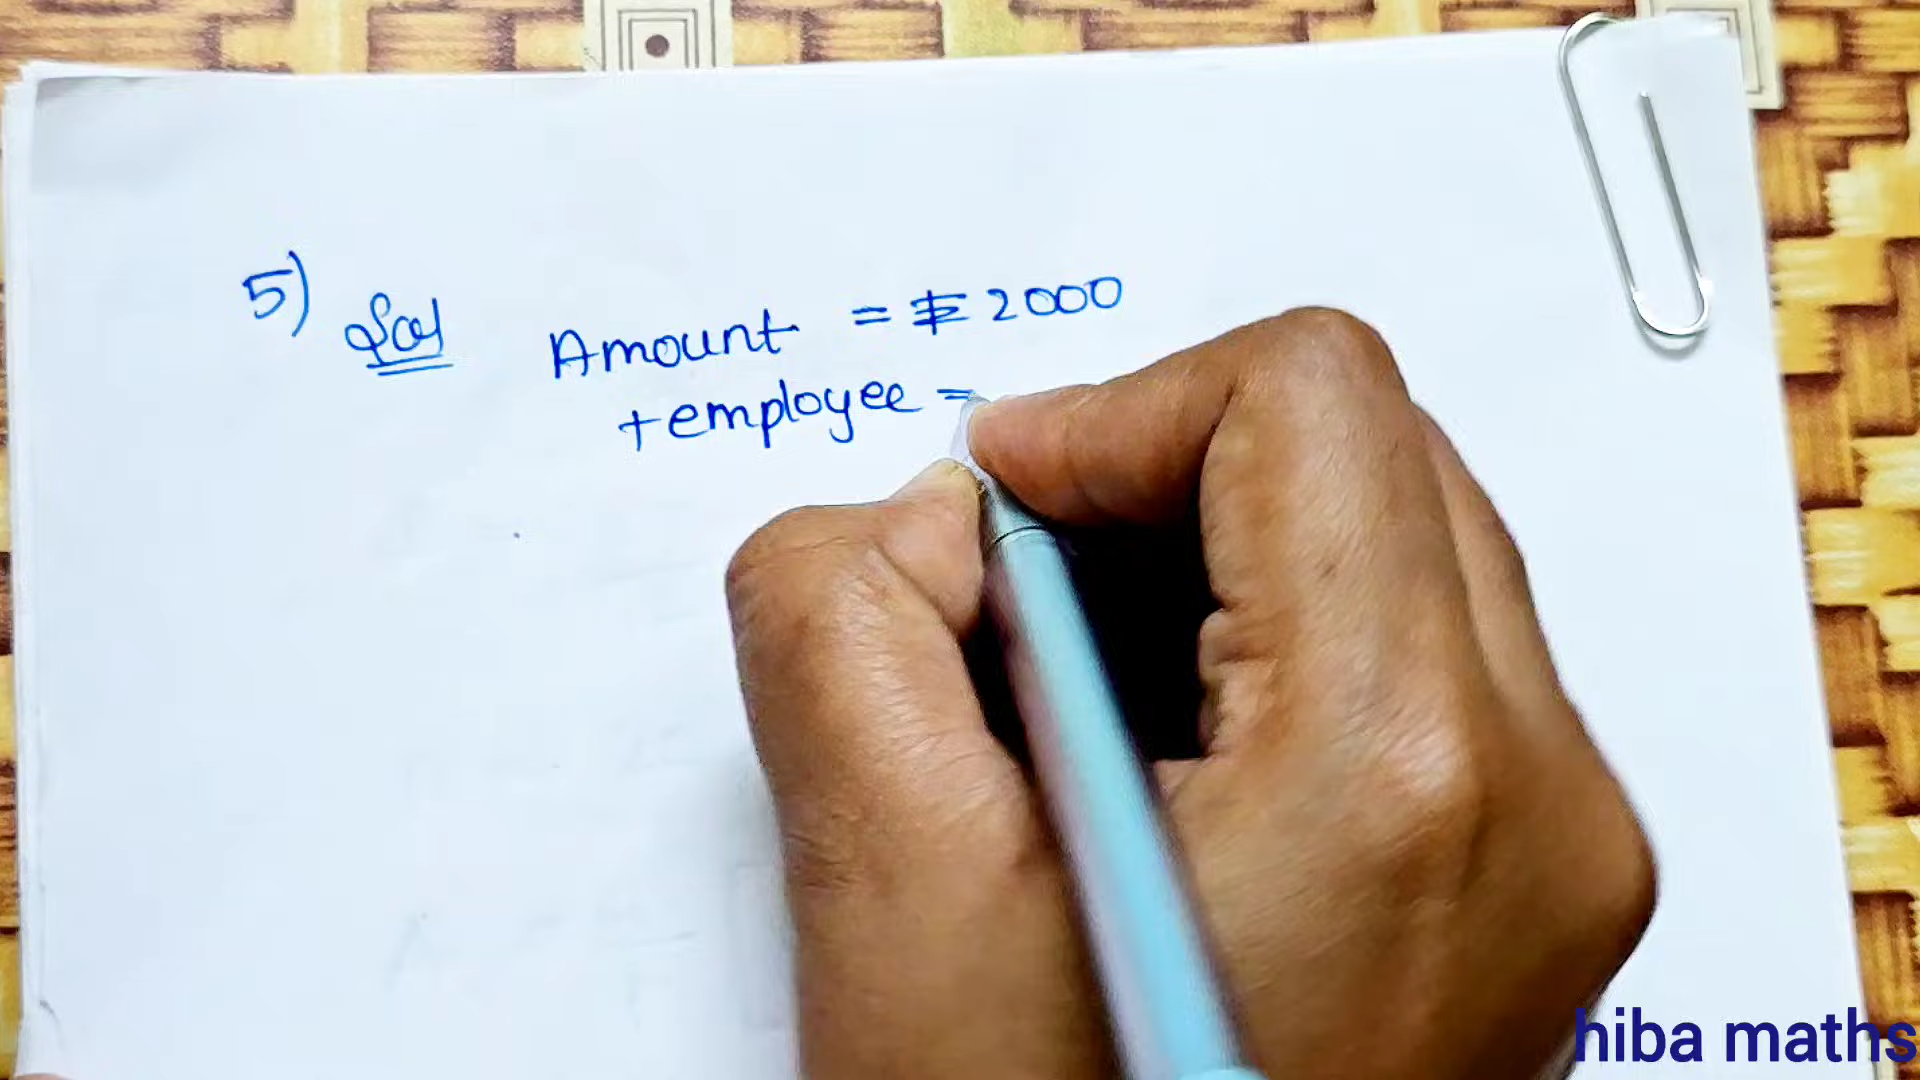 5) Sol Amount = ₹ 2000
+ employee =
hiba maths